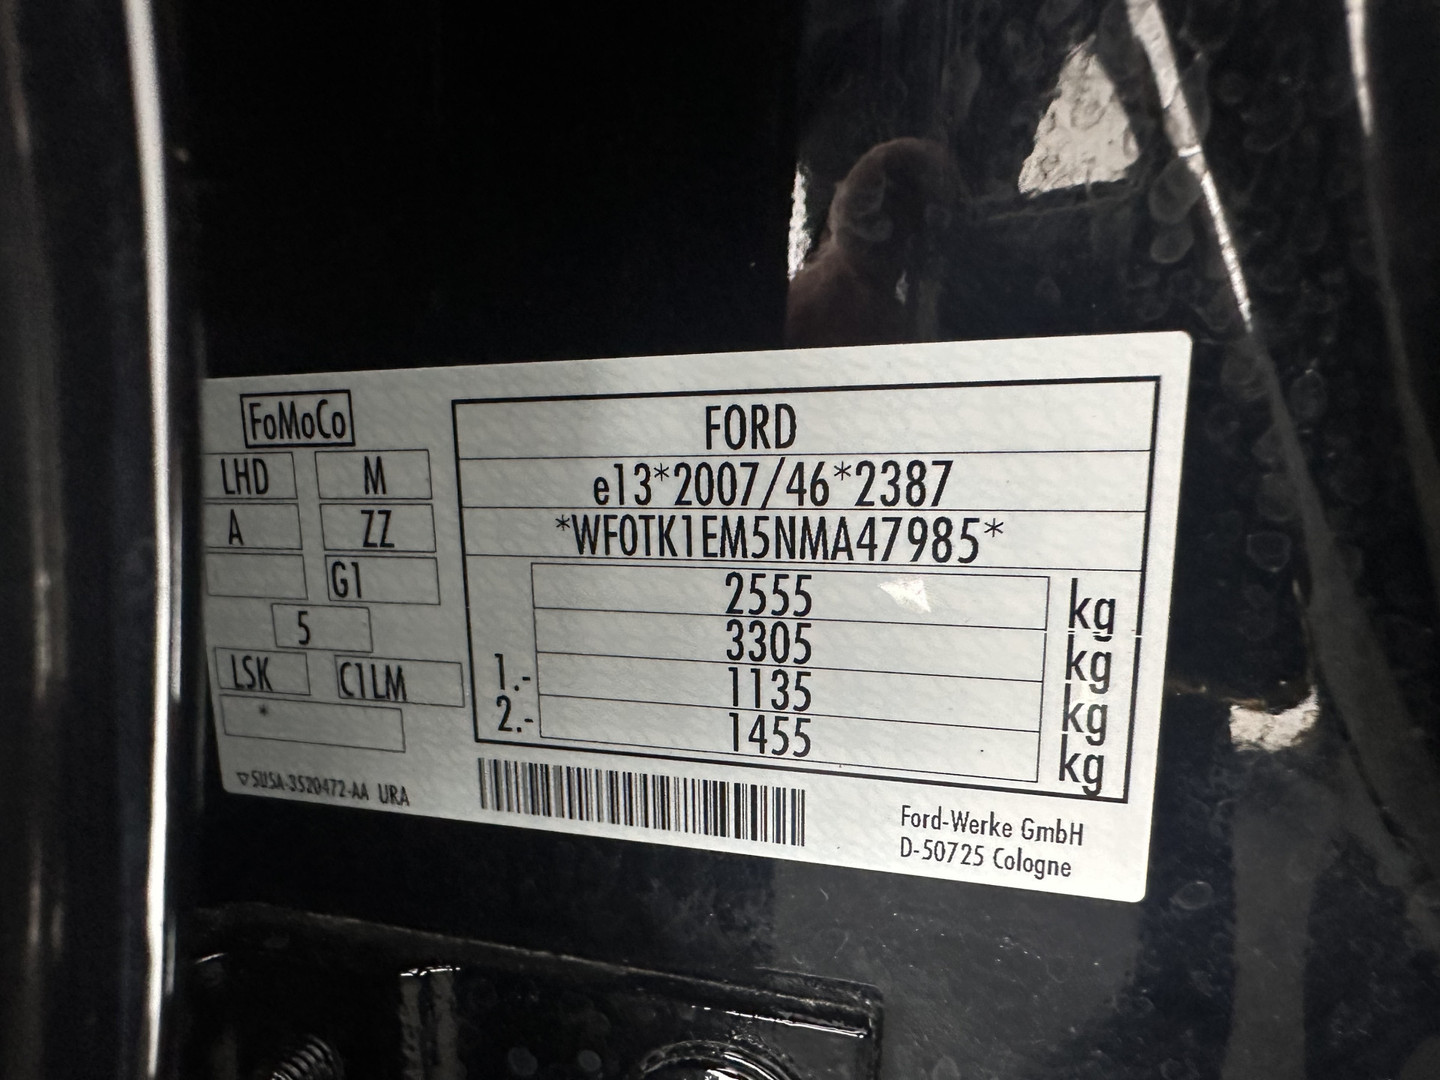 FoMoCo
LHD M
A ZZ
G1
5
LSK C1LM
*
5U5A-3520472-AA URA
FORD
e13*2007/46*2387
*WF0TK1EM5NMA47985*
2555 kg
3305 kg
1.- 1135 kg
2.- 1455 kg
Ford-Werke GmbH
D-50725 Cologne